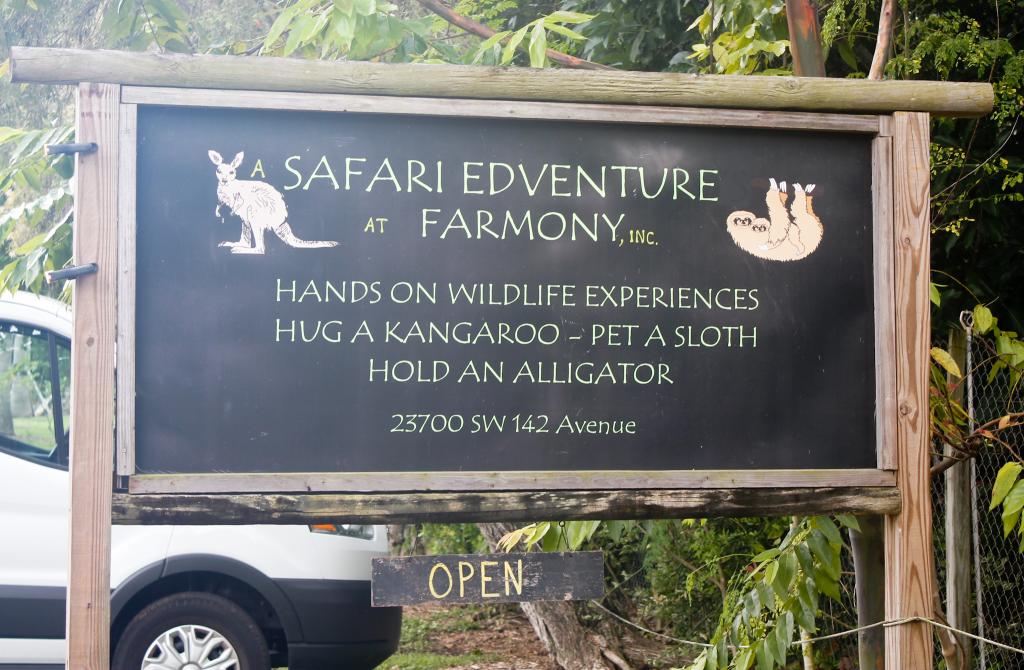 A SAFARI EDVENTURE
AT FARMONY, INC.
HANDS ON WILDLIFE EXPERIENCES
HUG A KANGAROO - PET A SLOTH
HOLD AN ALLIGATOR
23700 SW 142 Avenue
OPEN